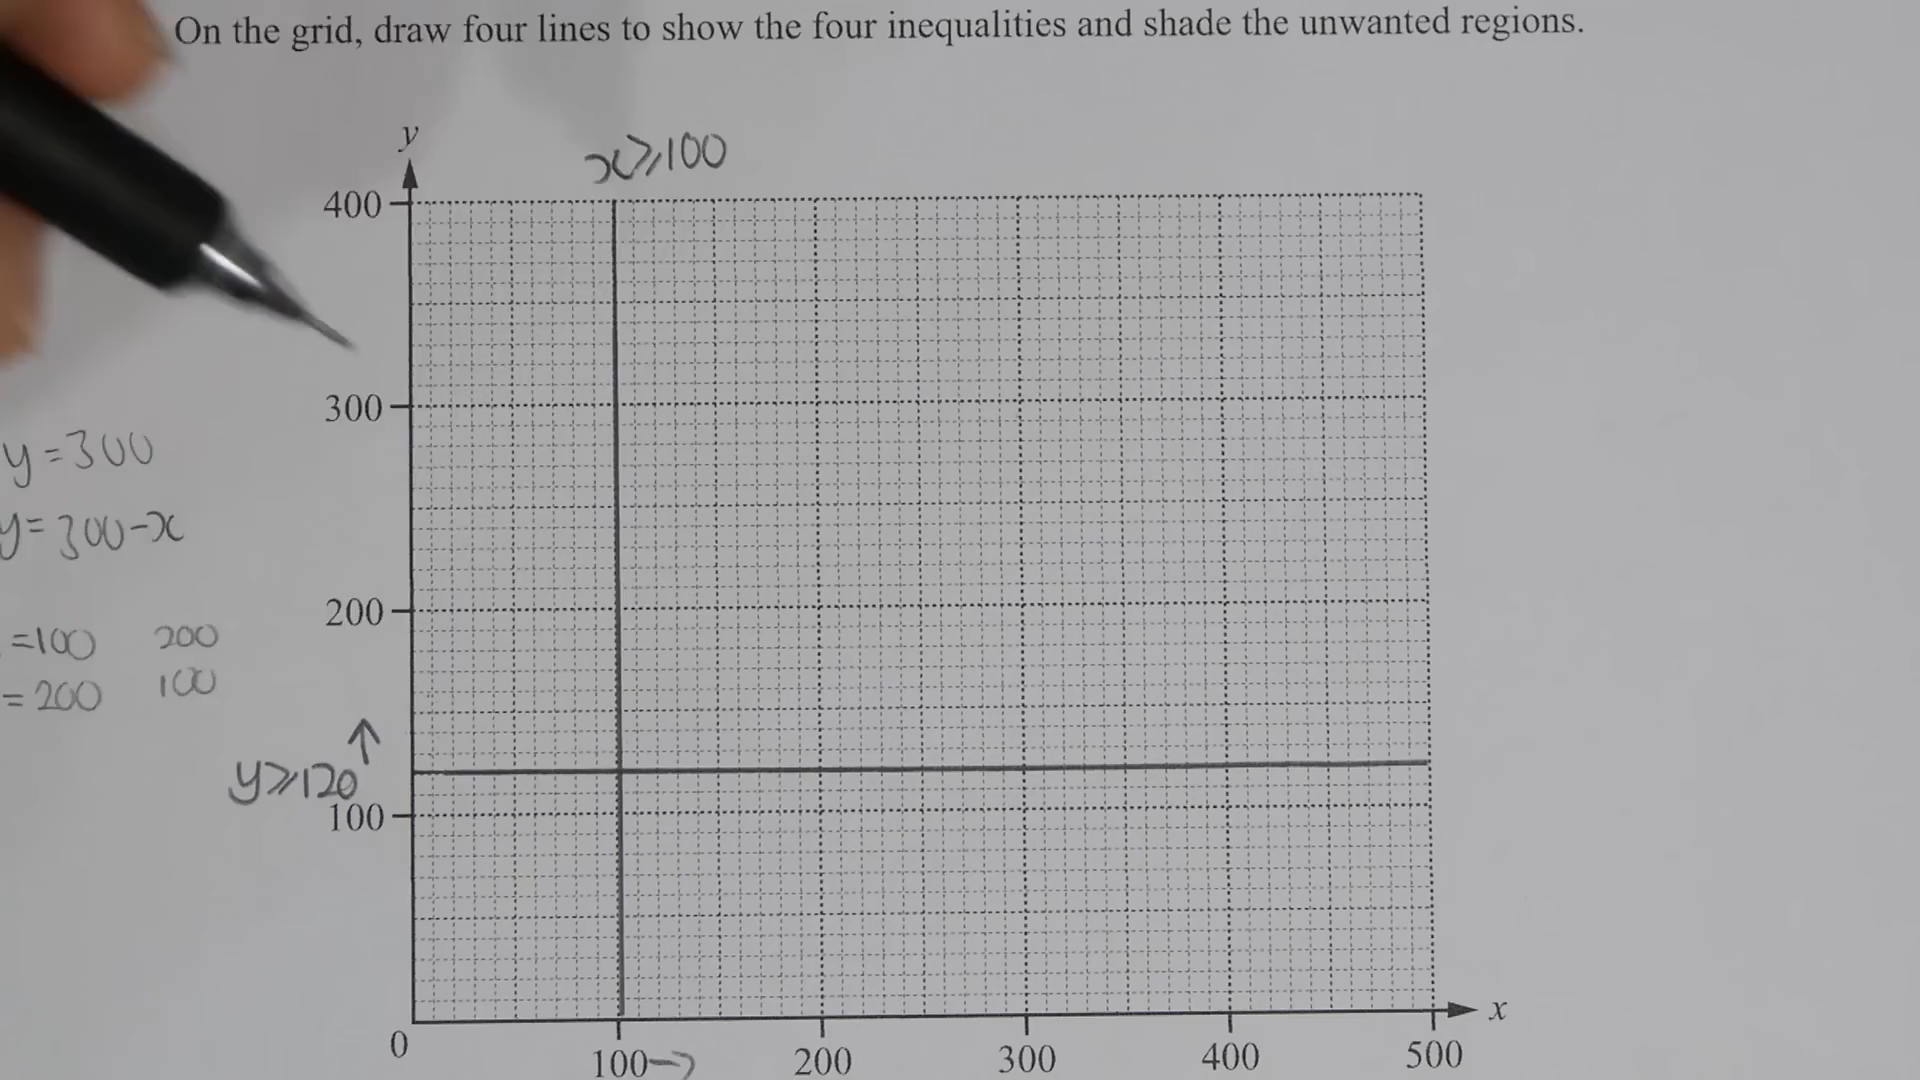 On the grid, draw four lines to show the four inequalities and shade the unwanted regions.
y
x⩾100
400
300
y=300
y=300-x
200
=100 200
=200 100
y⩾120
100
x
0
100 200 300 400 500